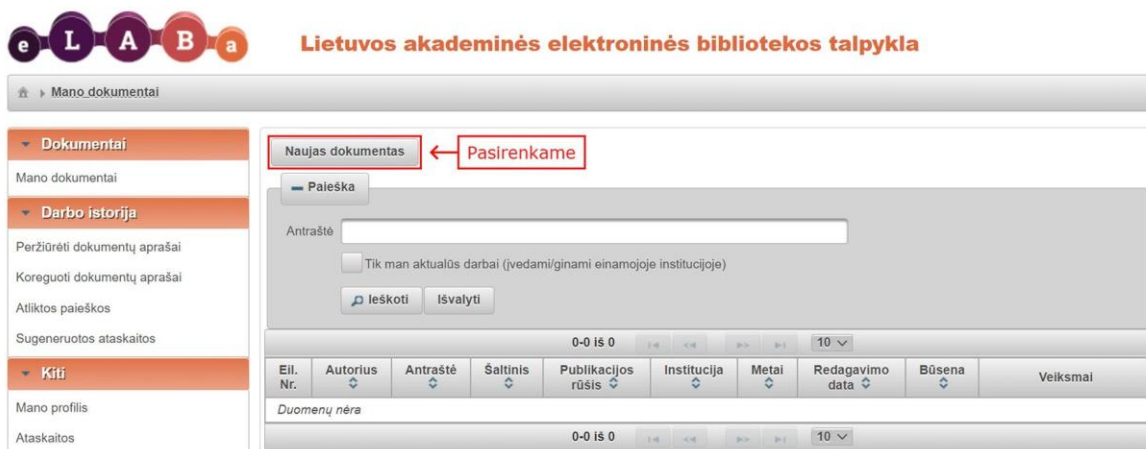 e L A B a
Lietuvos akademinės elektroninės bibliotekos talpykla
Mano dokumentai
Dokumentai
Mano dokumentai
Darbo istorija
Peržiūrėti dokumentų aprašai
Koreguoti dokumentų aprašai
Atliktos paieškos
Sugeneruotos ataskaitos
Kiti
Mano profilis
Ataskaitos
Naujas dokumentas
Pasirenkame
Paieška
Antraštė
Tik man aktualūs darbai (įvedami/ginami einamojoje institucijoje)
Ieškoti Išvalyti
0-0 iš 0 10
Eil. Nr. Autorius Antraštė Šaltinis Publikacijos rūšis Institucija Metai Redagavimo data Būsena Veiksmai
Duomenų nėra
0-0 iš 0 10